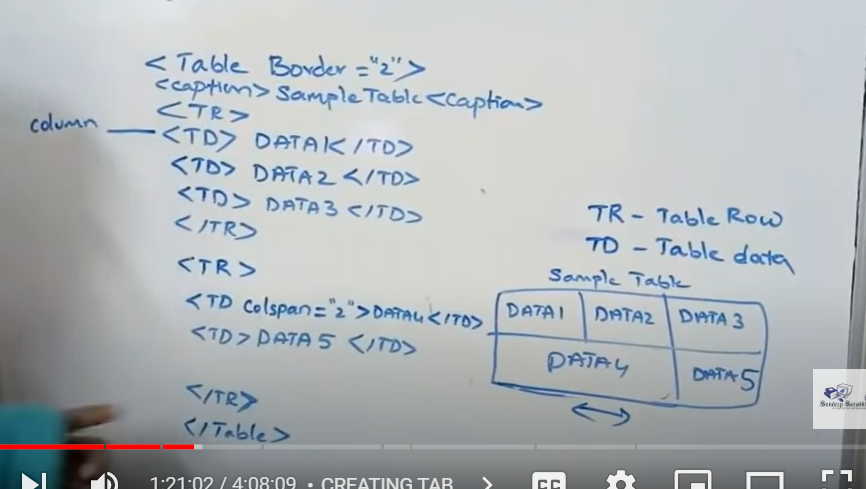 <Table Border="2">
<caption> Sample Table <caption>
<TR>
column
<TD> DATA1</TD>
<TD> DATA2 </TD>
<TD> DATA3 </TD>
</TR>
<TR>
<TD colspan="2">DATA4</TD>
<TD> DATA5 </TD>
</TR>
</Table>
TR - Table Row
TD - Table data
Sample Table
DATA1 DATA2 DATA3
DATA4 DATA5
1:21:02 / 4:08:09 • CREATING TAB
CC